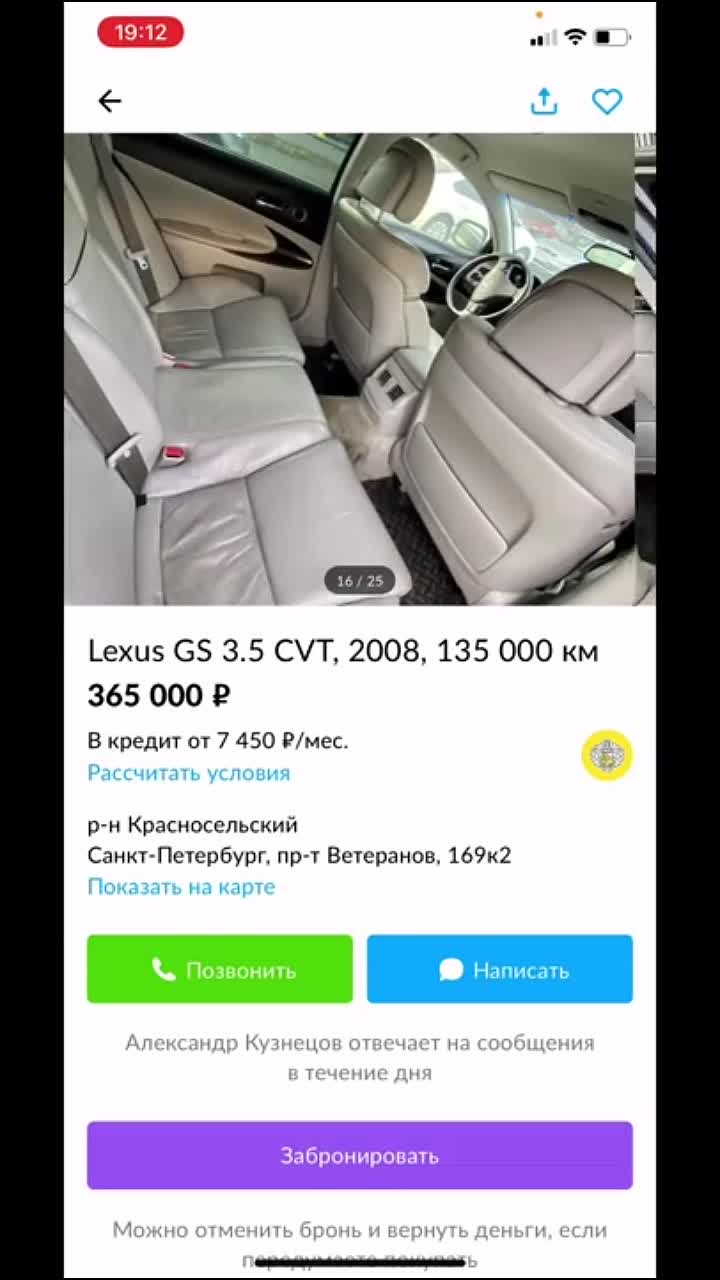 19:12
16 / 25
Lexus GS 3.5 CVT, 2008, 135 000 км
365 000 ₽
В кредит от 7 450 ₽/мес.
Рассчитать условия
р-н Красносельский
Санкт-Петербург, пр-т Ветеранов, 169к2
Показать на карте
Позвонить
Написать
Александр Кузнецов отвечает на сообщения
в течение дня
Забронировать
Можно отменить бронь и вернуть деньги, если
передумаете покупать